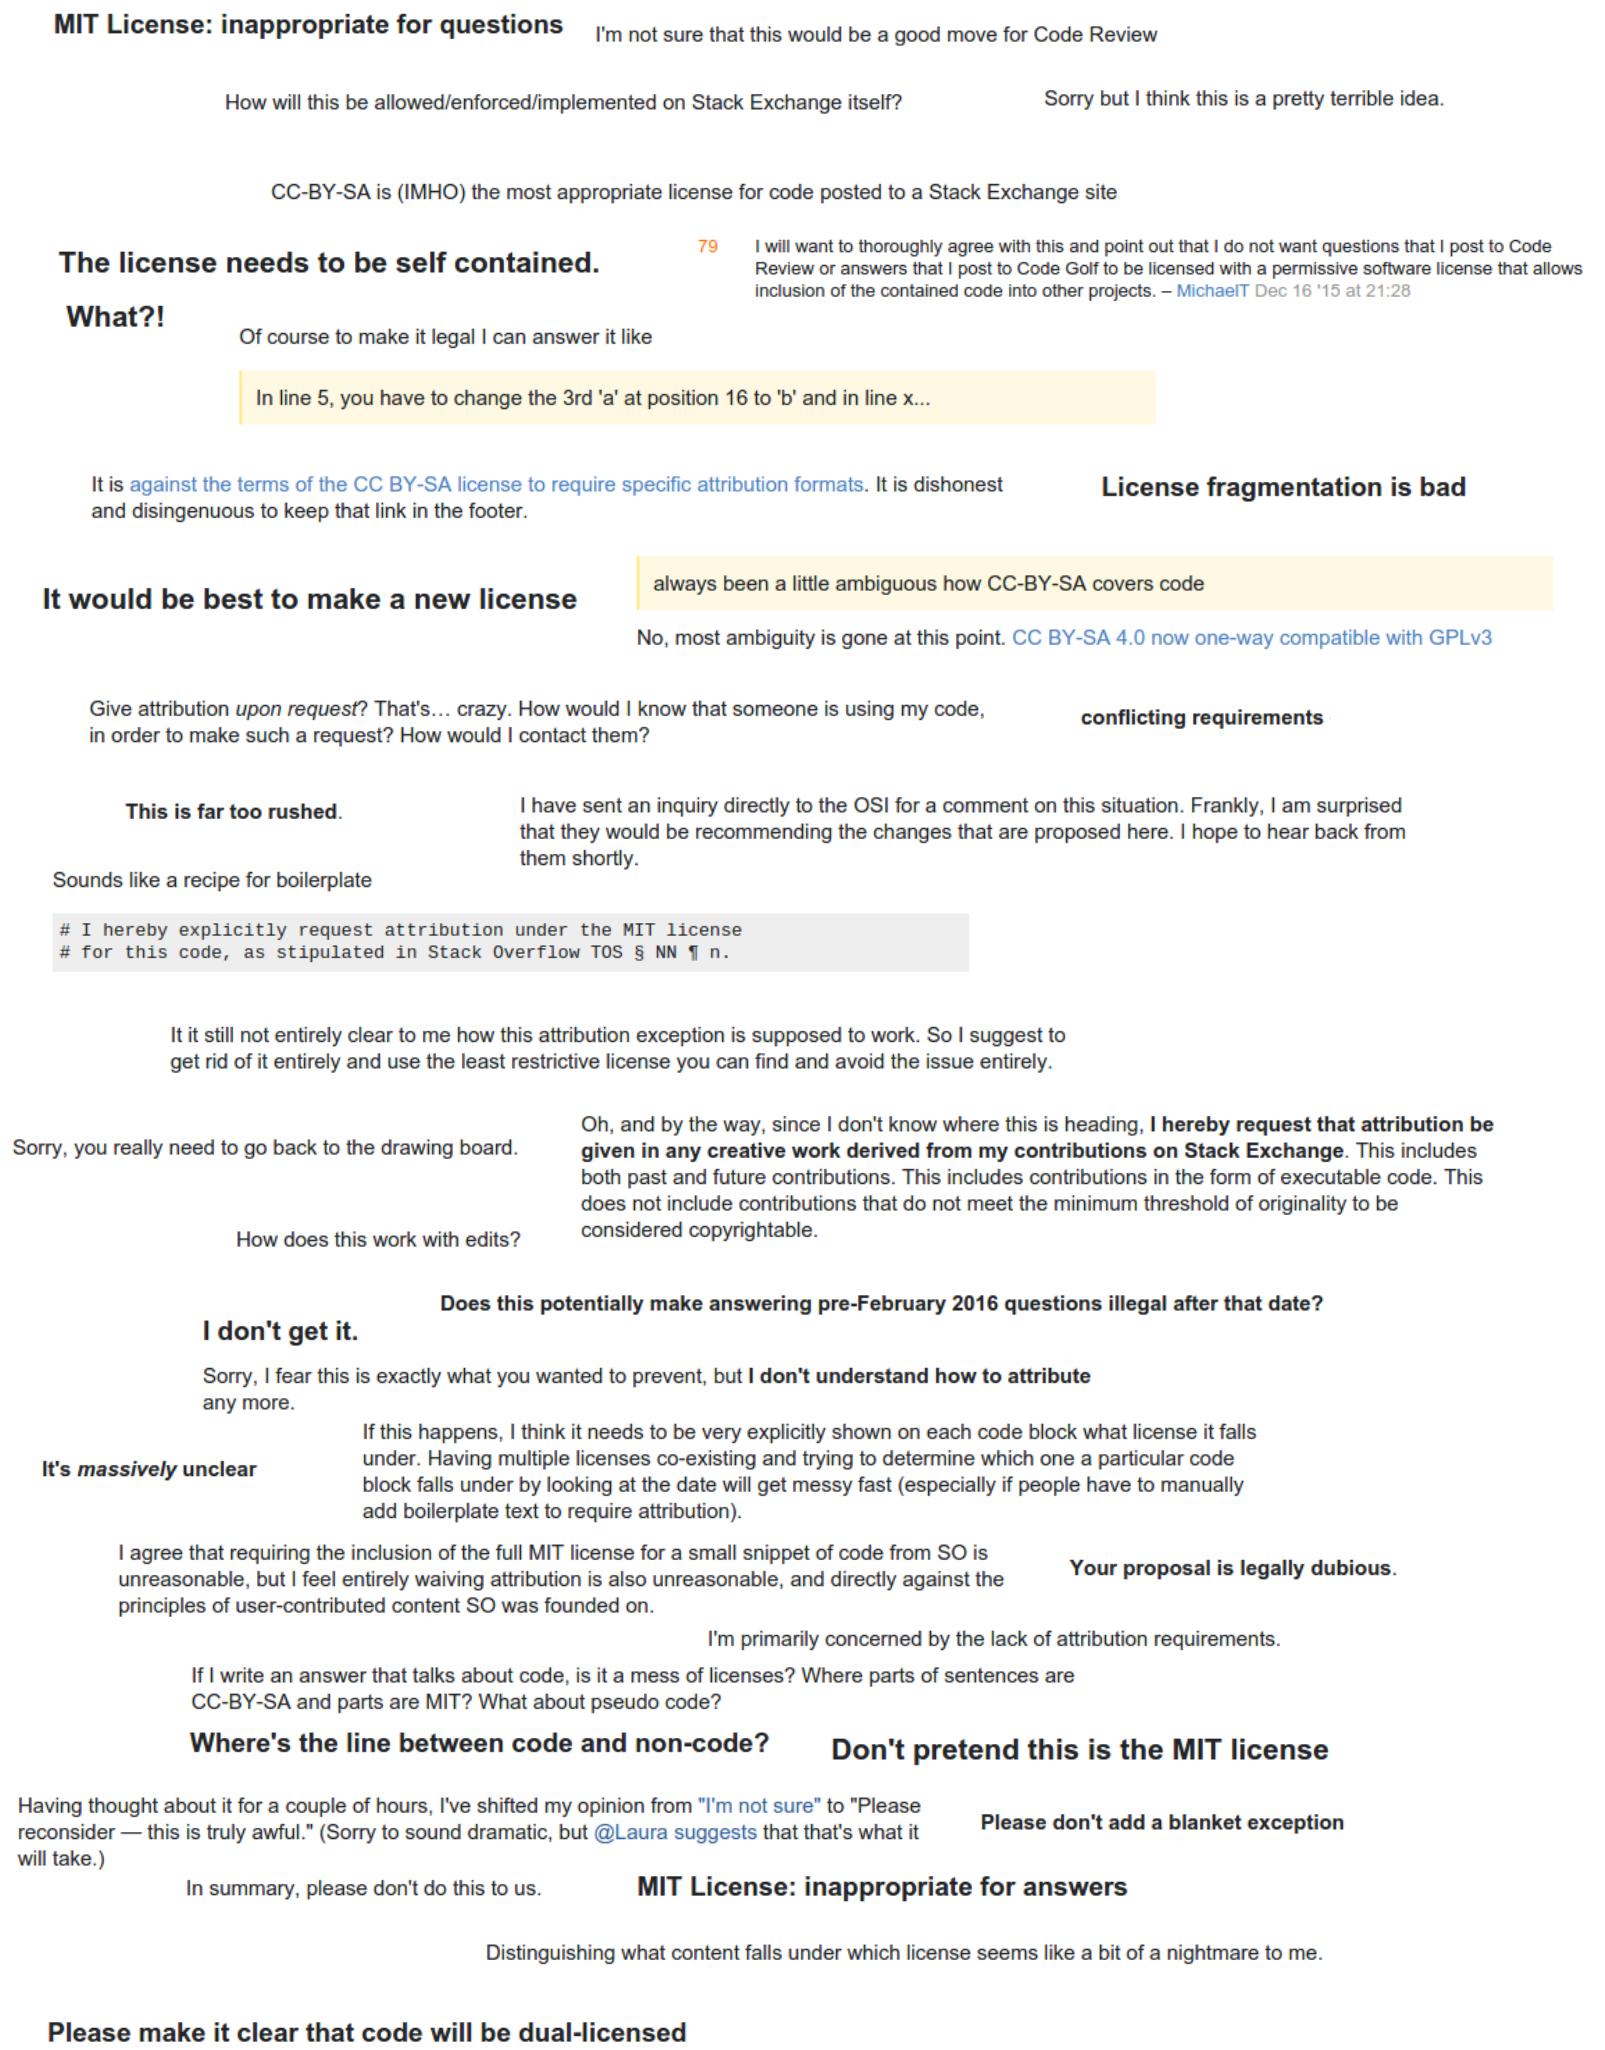 MIT License: inappropriate for questions
I'm not sure that this would be a good move for Code Review
How will this be allowed/enforced/implemented on Stack Exchange itself?
Sorry but I think this is a pretty terrible idea.
CC-BY-SA is (IMHO) the most appropriate license for code posted to a Stack Exchange site
The license needs to be self contained.
79
I will want to thoroughly agree with this and point out that I do not want questions that I post to Code
Review or answers that I post to Code Golf to be licensed with a permissive software license that allows
inclusion of the contained code into other projects. – MichaelT Dec 16 '15 at 21:28
What?!
Of course to make it legal I can answer it like
In line 5, you have to change the 3rd 'a' at position 16 to 'b' and in line x...
It is against the terms of the CC BY-SA license to require specific attribution formats. It is dishonest
and disingenuous to keep that link in the footer.
License fragmentation is bad
It would be best to make a new license
always been a little ambiguous how CC-BY-SA covers code
No, most ambiguity is gone at this point. CC BY-SA 4.0 now one-way compatible with GPLv3
Give attribution upon request? That's… crazy. How would I know that someone is using my code,
in order to make such a request? How would I contact them?
conflicting requirements
This is far too rushed.
I have sent an inquiry directly to the OSI for a comment on this situation. Frankly, I am surprised
that they would be recommending the changes that are proposed here. I hope to hear back from
them shortly.
Sounds like a recipe for boilerplate
# I hereby explicitly request attribution under the MIT license
# for this code, as stipulated in Stack Overflow TOS § NN ¶ n.
It it still not entirely clear to me how this attribution exception is supposed to work. So I suggest to
get rid of it entirely and use the least restrictive license you can find and avoid the issue entirely.
Sorry, you really need to go back to the drawing board.
Oh, and by the way, since I don't know where this is heading, I hereby request that attribution be
given in any creative work derived from my contributions on Stack Exchange. This includes
both past and future contributions. This includes contributions in the form of executable code. This
does not include contributions that do not meet the minimum threshold of originality to be
considered copyrightable.
How does this work with edits?
Does this potentially make answering pre-February 2016 questions illegal after that date?
I don't get it.
Sorry, I fear this is exactly what you wanted to prevent, but I don't understand how to attribute
any more.
If this happens, I think it needs to be very explicitly shown on each code block what license it falls
under. Having multiple licenses co-existing and trying to determine which one a particular code
block falls under by looking at the date will get messy fast (especially if people have to manually
add boilerplate text to require attribution).
It's massively unclear
I agree that requiring the inclusion of the full MIT license for a small snippet of code from SO is
unreasonable, but I feel entirely waiving attribution is also unreasonable, and directly against the
principles of user-contributed content SO was founded on.
Your proposal is legally dubious.
I'm primarily concerned by the lack of attribution requirements.
If I write an answer that talks about code, is it a mess of licenses? Where parts of sentences are
CC-BY-SA and parts are MIT? What about pseudo code?
Where's the line between code and non-code?
Don't pretend this is the MIT license
Having thought about it for a couple of hours, I've shifted my opinion from "I'm not sure" to "Please
reconsider — this is truly awful." (Sorry to sound dramatic, but @Laura suggests that that's what it
will take.)
Please don't add a blanket exception
In summary, please don't do this to us.
MIT License: inappropriate for answers
Distinguishing what content falls under which license seems like a bit of a nightmare to me.
Please make it clear that code will be dual-licensed